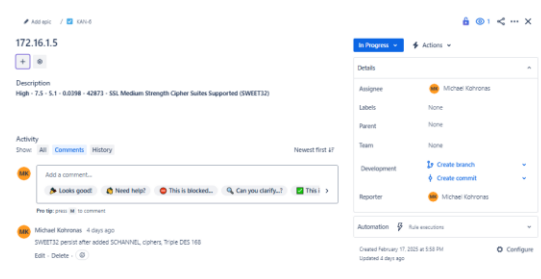 Add epic / KAN-6
1
172.16.1.5
Description
High - 7.5 - 5.1 - 0.0398 - 42873 - SSL Medium Strength Cipher Suites Supported (SWEET32)
Activity
Show: All Comments History Newest first
MK Add a comment...
Looks good! Need help? This is blocked... Can you clarify...? This i
Pro tip: press M to comment
MK Michael Kohronas 4 days ago
SWEET32 persist after added SCHANNEL, ciphers, Triple DES 168
Edit · Delete ·
In Progress Actions
Details
Assignee MK Michael Kohronas
Labels None
Parent None
Team None
Development Create branch
Create commit
Reporter MK Michael Kohronas
Automation Rule executions
Created February 17, 2025 at 5:58 PM Configure
Updated 4 days ago